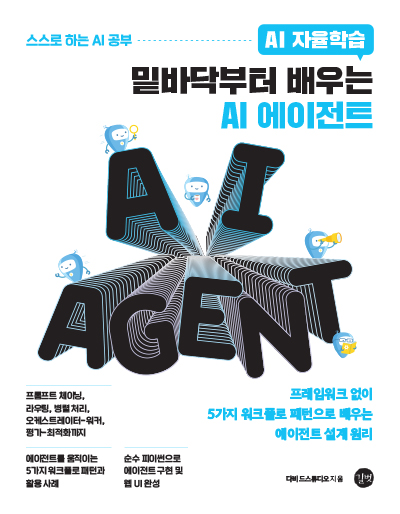 스스로 하는 AI 공부
AI 자율학습
밑바닥부터 배우는
AI 에이전트
AI
AGENT
프레임워크 없이
5가지 워크플로 패턴으로 배우는
에이전트 설계 원리
프롬프트 체이닝,
라우팅, 병렬 처리,
오케스트레이터-워커,
평가-최적화까지
에이전트를 움직이는
5가지 워크플로 패턴과
활용 사례
순수 파이썬으로
에이전트 구현 및
웹 UI 완성
다비드스튜디오 지음
길벗